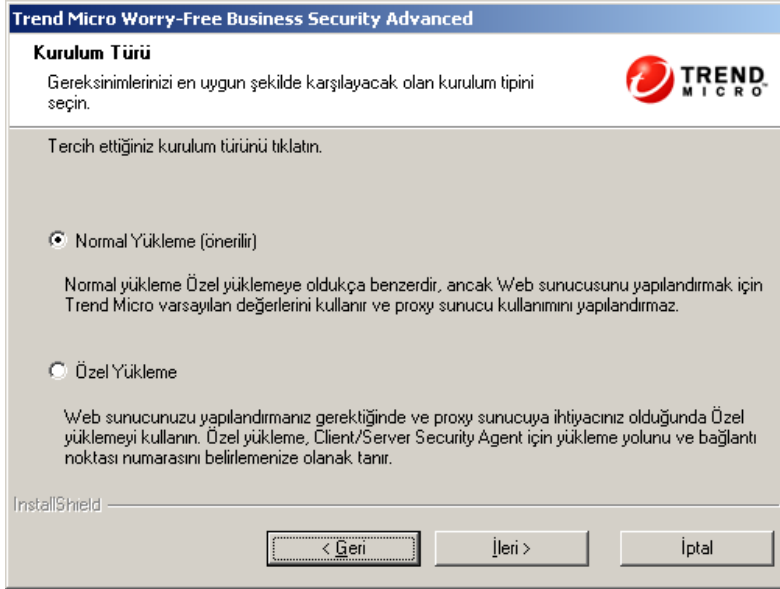 Trend Micro Worry-Free Business Security Advanced
Kurulum Türü
Gereksinimlerinizi en uygun şekilde karşılayacak olan kurulum tipini
seçin.
TREND
MICRO
Tercih ettiğiniz kurulum türünü tıklatın.
Normal Yükleme (önerilir)
Normal yükleme Özel yüklemeye oldukça benzerdir, ancak Web sunucusunu yapılandırmak için
Trend Micro varsayılan değerlerini kullanır ve proxy sunucu kullanımını yapılandırmaz.
Özel Yükleme
Web sunucunuzu yapılandırmanız gerektiğinde ve proxy sunucuya ihtiyacınız olduğunda Özel
yüklemeyi kullanın. Özel yükleme, Client/Server Security Agent için yükleme yolunu ve bağlantı
noktası numarasını belirlemenize olanak tanır.
InstallShield
< Geri
İleri >
İptal